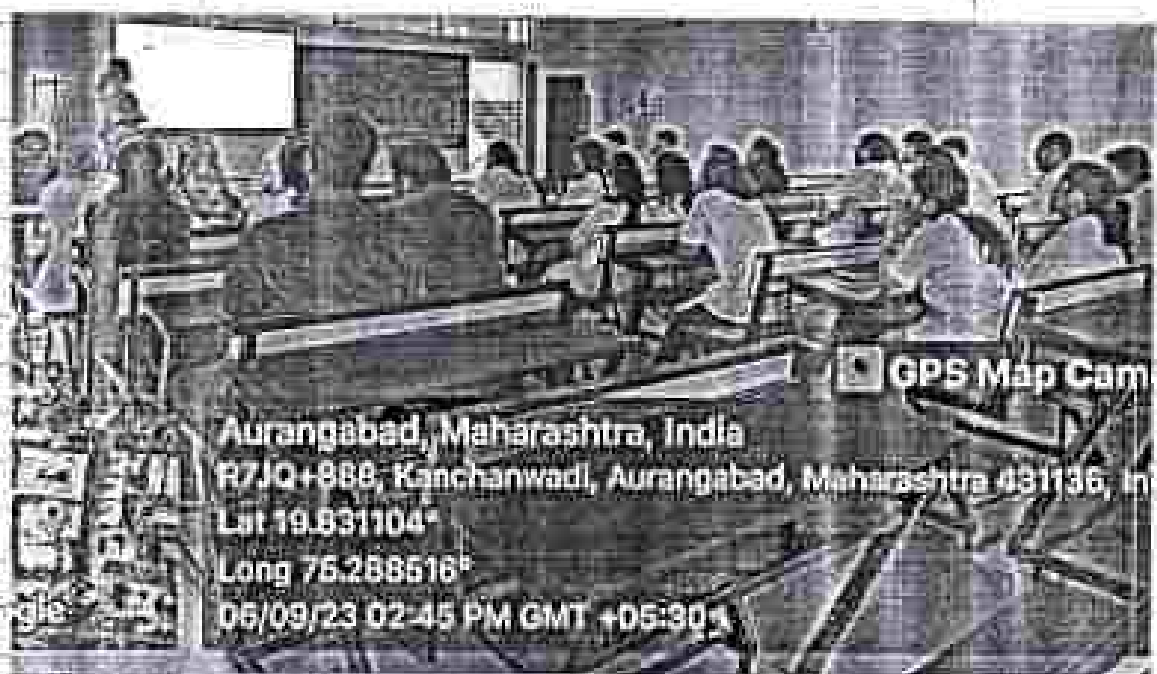 GPS Map Cam
Aurangabad, Maharashtra, India
R7JQ+888, Kanchanwadi, Aurangabad, Maharashtra 431136, In
Lat 19.831104°
Long 75.288516°
06/09/23 02:45 PM GMT +05:30
gle